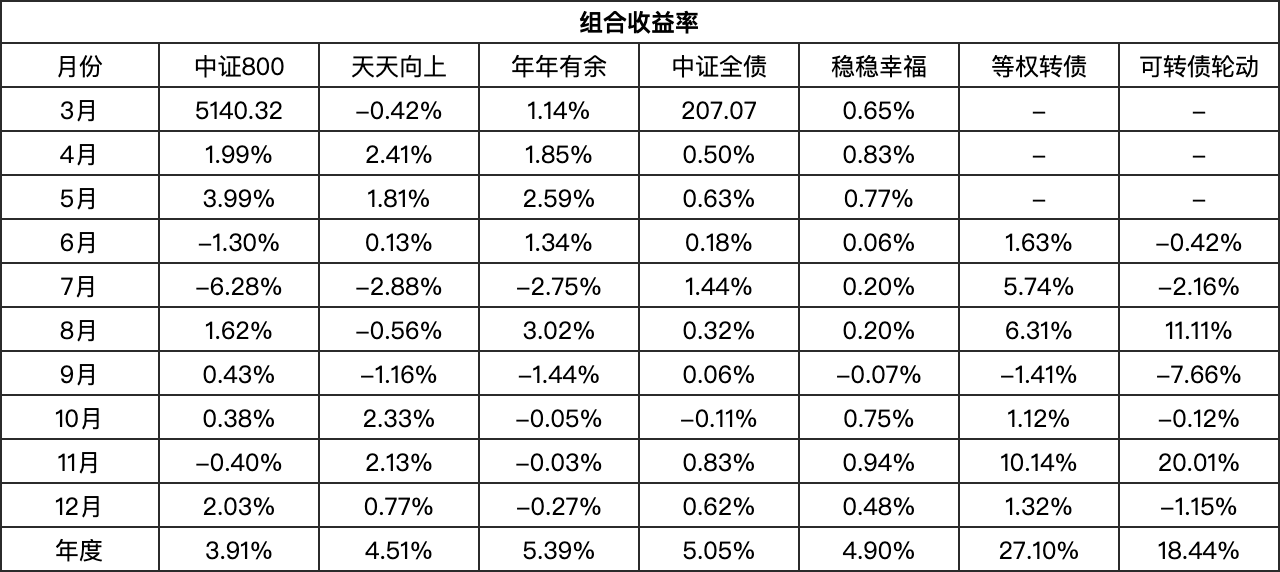 组合收益率
月份 中证800 天天向上 年年有余 中证全债 稳稳幸福 等权转债 可转债轮动
3月 5140.32 –0.42% 1.14% 207.07 0.65% – –
4月 1.99% 2.41% 1.85% 0.50% 0.83% – –
5月 3.99% 1.81% 2.59% 0.63% 0.77% – –
6月 –1.30% 0.13% 1.34% 0.18% 0.06% 1.63% –0.42%
7月 –6.28% –2.88% –2.75% 1.44% 0.20% 5.74% –2.16%
8月 1.62% –0.56% 3.02% 0.32% 0.20% 6.31% 11.11%
9月 0.43% –1.16% –1.44% 0.06% –0.07% –1.41% –7.66%
10月 0.38% 2.33% –0.05% –0.11% 0.75% 1.12% –0.12%
11月 –0.40% 2.13% –0.03% 0.83% 0.94% 10.14% 20.01%
12月 2.03% 0.77% –0.27% 0.62% 0.48% 1.32% –1.15%
年度 3.91% 4.51% 5.39% 5.05% 4.90% 27.10% 18.44%